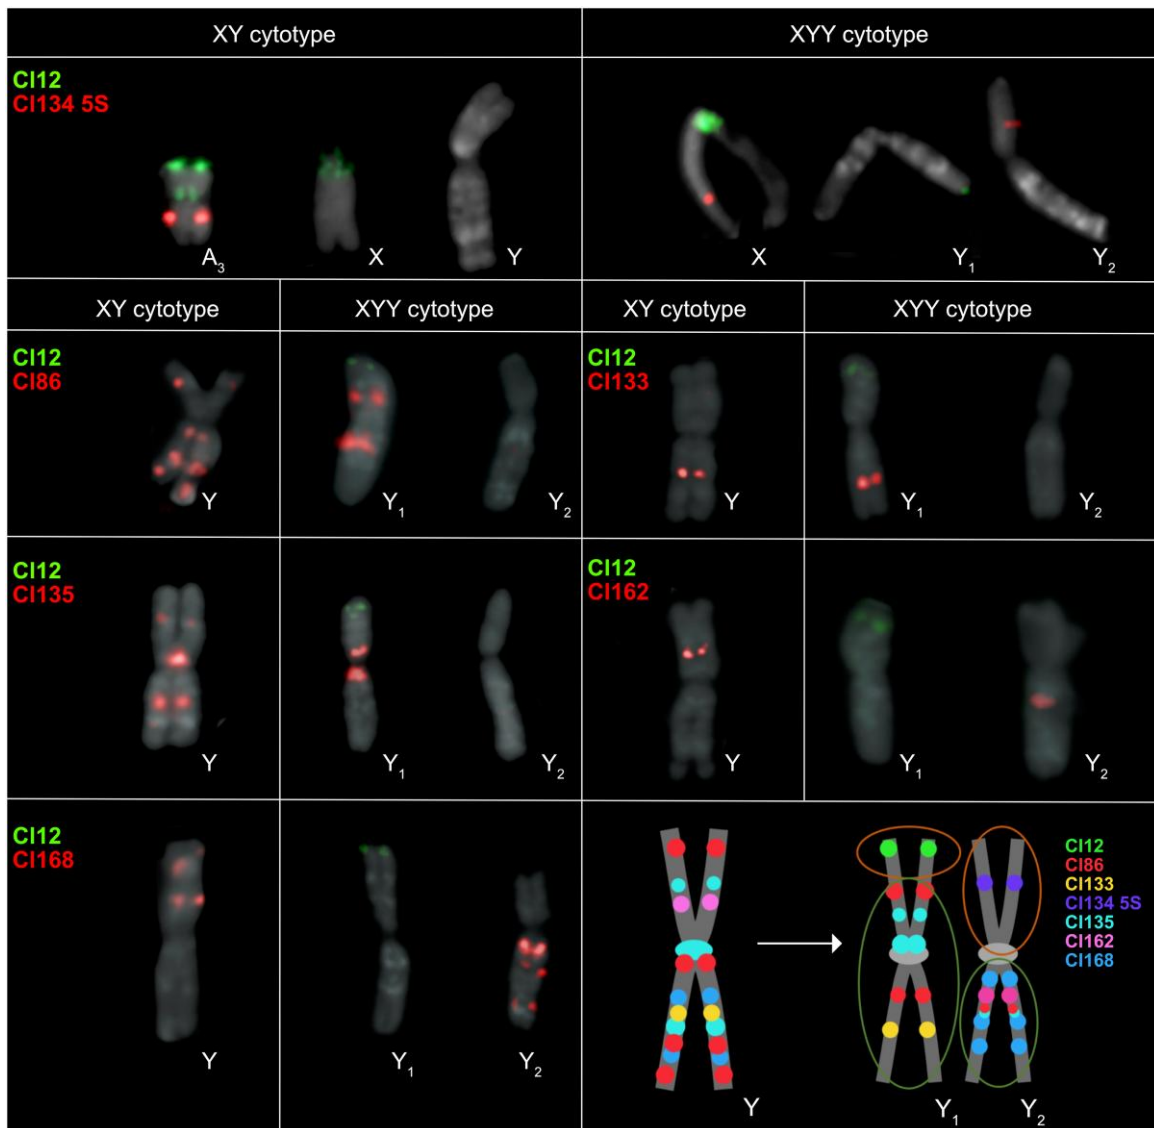 XY cytotype
XYY cytotype
Cl12
Cl134 5S
A3
X
Y
X
Y1
Y2
XY cytotype
XYY cytotype
XY cytotype
XYY cytotype
Cl12
Cl86
Y
Y1
Y2
Cl12
Cl133
Y
Y1
Y2
Cl12
Cl135
Y
Y1
Y2
Cl12
Cl162
Y
Y1
Y2
Cl12
Cl168
Y
Y1
Y2
Cl12
Cl86
Cl133
Cl134 5S
Cl135
Cl162
Cl168
Y
Y1
Y2